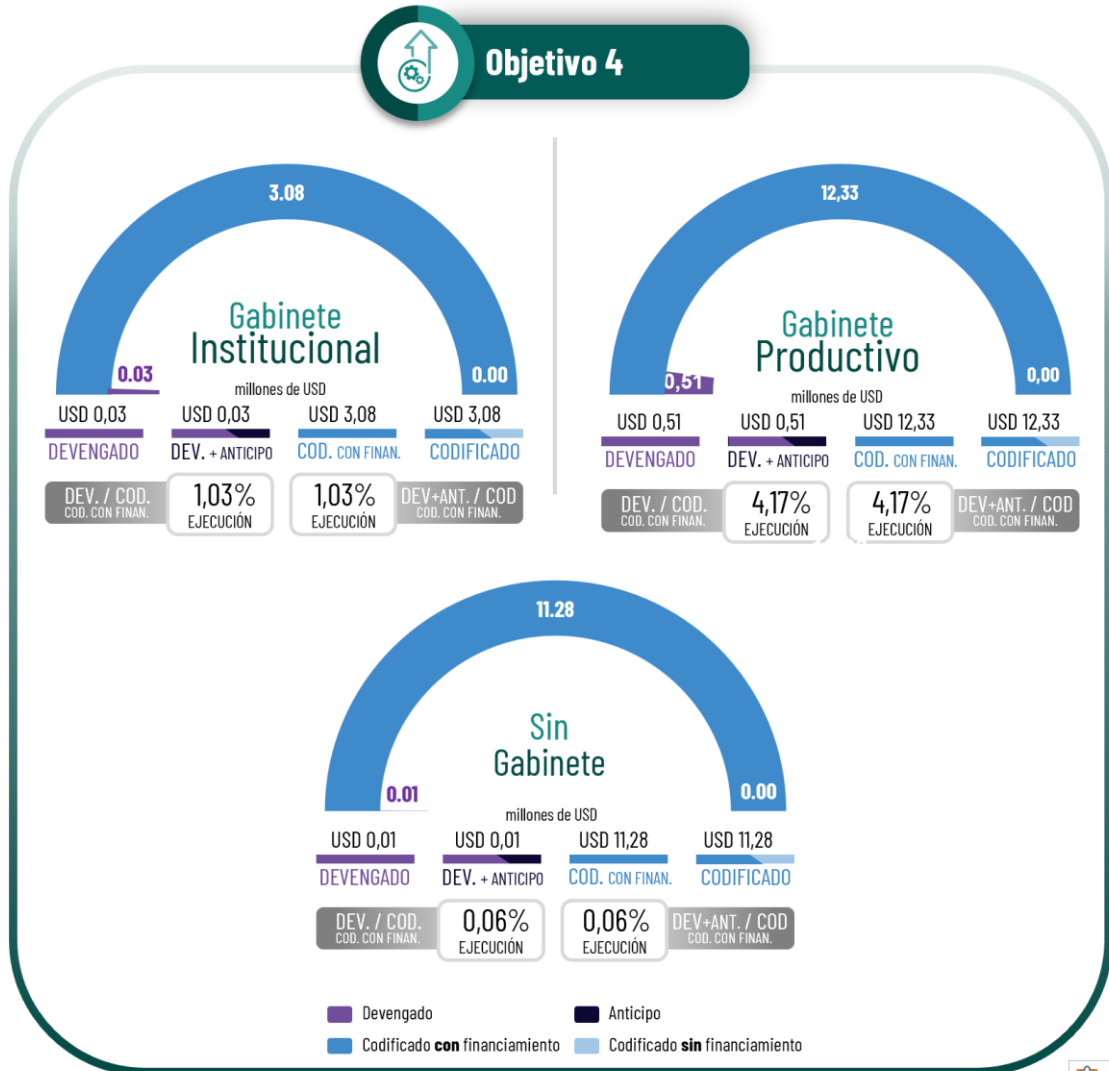 Objetivo 4
3.08
Gabinete
Institucional
0.03
0.00
millones de USD
USD 0,03 USD 0,03 USD 3,08 USD 3,08
DEVENGADO DEV. + ANTICIPO COD. CON FINAN. CODIFICADO
DEV. / COD.
COD. CON FINAN.
1,03%
EJECUCIÓN
1,03%
EJECUCIÓN
DEV+ANT. / COD
COD. CON FINAN.
12,33
Gabinete
Productivo
0,51
0,00
millones de USD
USD 0,51 USD 0,51 USD 12,33 USD 12,33
DEVENGADO DEV. + ANTICIPO COD. CON FINAN. CODIFICADO
DEV. / COD.
COD. CON FINAN.
4,17%
EJECUCIÓN
4,17%
EJECUCIÓN
DEV+ANT. / COD
COD. CON FINAN.
11.28
Sin
Gabinete
0.01
0.00
millones de USD
USD 0,01 USD 0,01 USD 11,28 USD 11,28
DEVENGADO DEV. + ANTICIPO COD. CON FINAN. CODIFICADO
DEV. / COD.
COD. CON FINAN.
0,06%
EJECUCIÓN
0,06%
EJECUCIÓN
DEV+ANT. / COD
COD. CON FINAN.
Devengado Anticipo
Codificado con financiamiento Codificado sin financiamiento